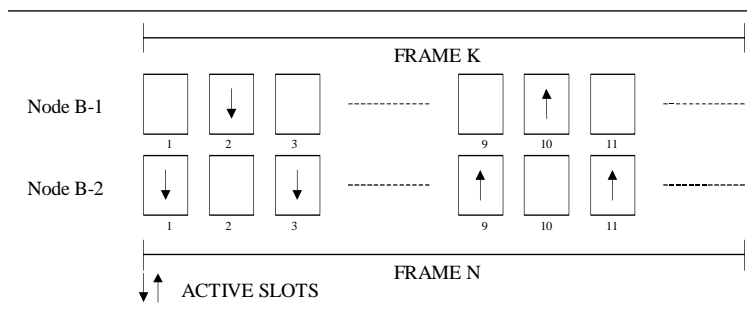 FRAME K
Node B-1
1 2 3 9 10 11
Node B-2
1 2 3 9 10 11
FRAME N
ACTIVE SLOTS